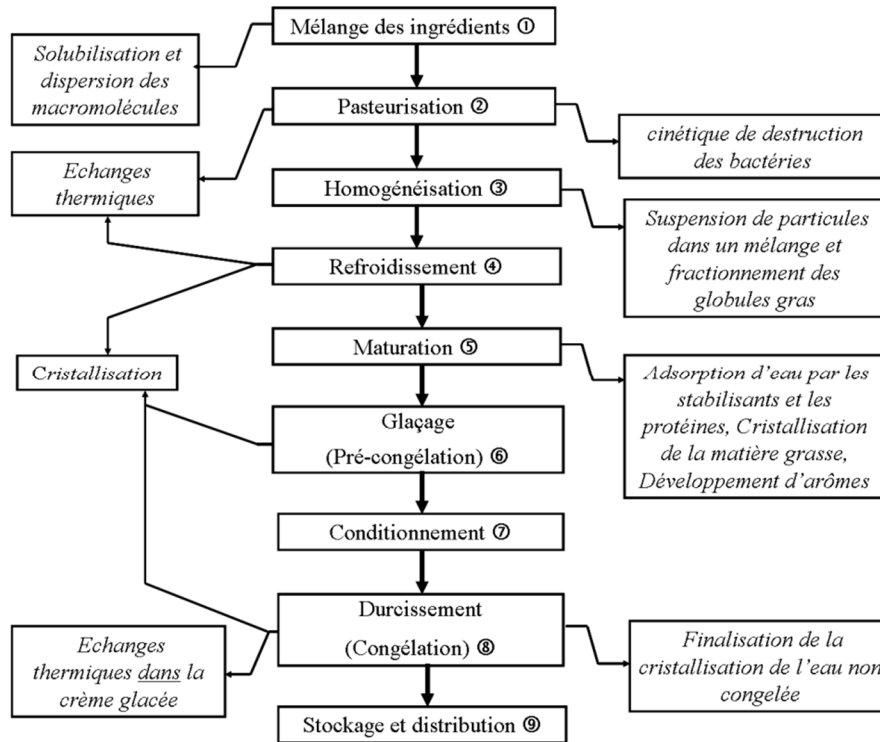 Mélange des ingrédients ①
Solubilisation et
dispersion des
macromolécules
Pasteurisation ②
cinétique de destruction
des bactéries
Echanges
thermiques
Homogénéisation ③
Suspension de particules
dans un mélange et
fractionnement des
globules gras
Refroidissement ④
Maturation ⑤
Cristallisation
Adsorption d'eau par les
stabilisants et les
protéines, Cristallisation
de la matière grasse,
Développement d'arômes
Glaçage
(Pré-congélation) ⑥
Conditionnement ⑦
Durcissement
(Congélation) ⑧
Echanges
thermiques dans la
crème glacée
Finalisation de la
cristallisation de l'eau non
congelée
Stockage et distribution ⑨